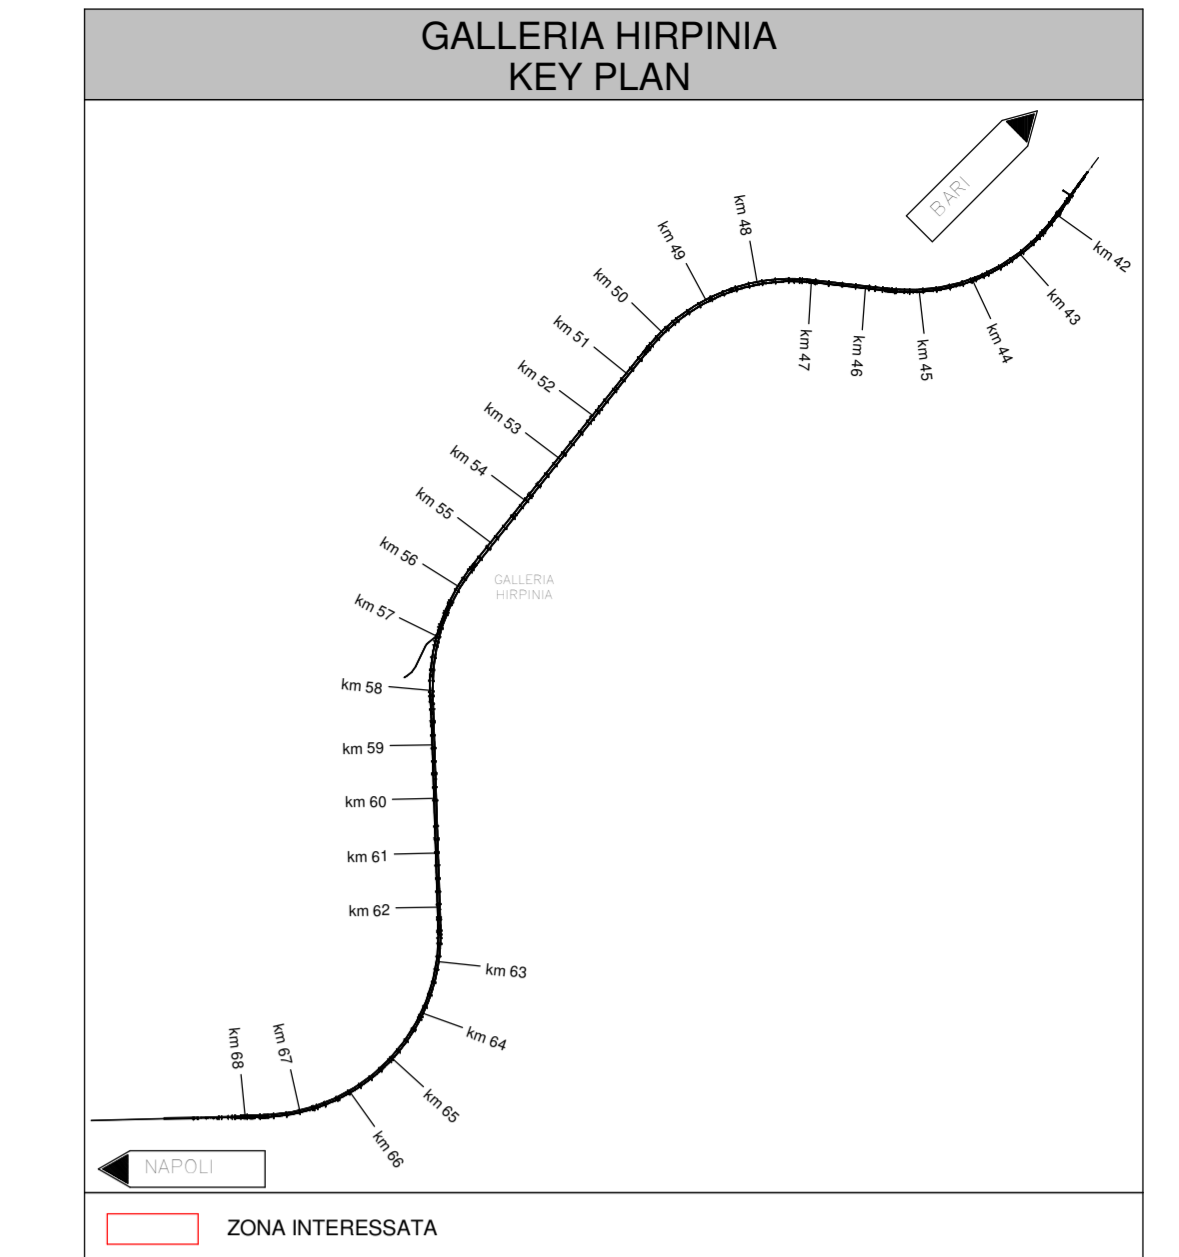 GALLERIA HIRPINIA
KEY PLAN
BARI
km 42
km 43
km 44
km 45
km 46
km 47
km 48
km 49
km 50
km 51
km 52
km 53
km 54
km 55
km 56
GALLERIA
HIRPINIA
km 57
km 58
km 59
km 60
km 61
km 62
km 63
km 64
km 65
km 66
km 67
km 68
NAPOLI
ZONA INTERESSATA